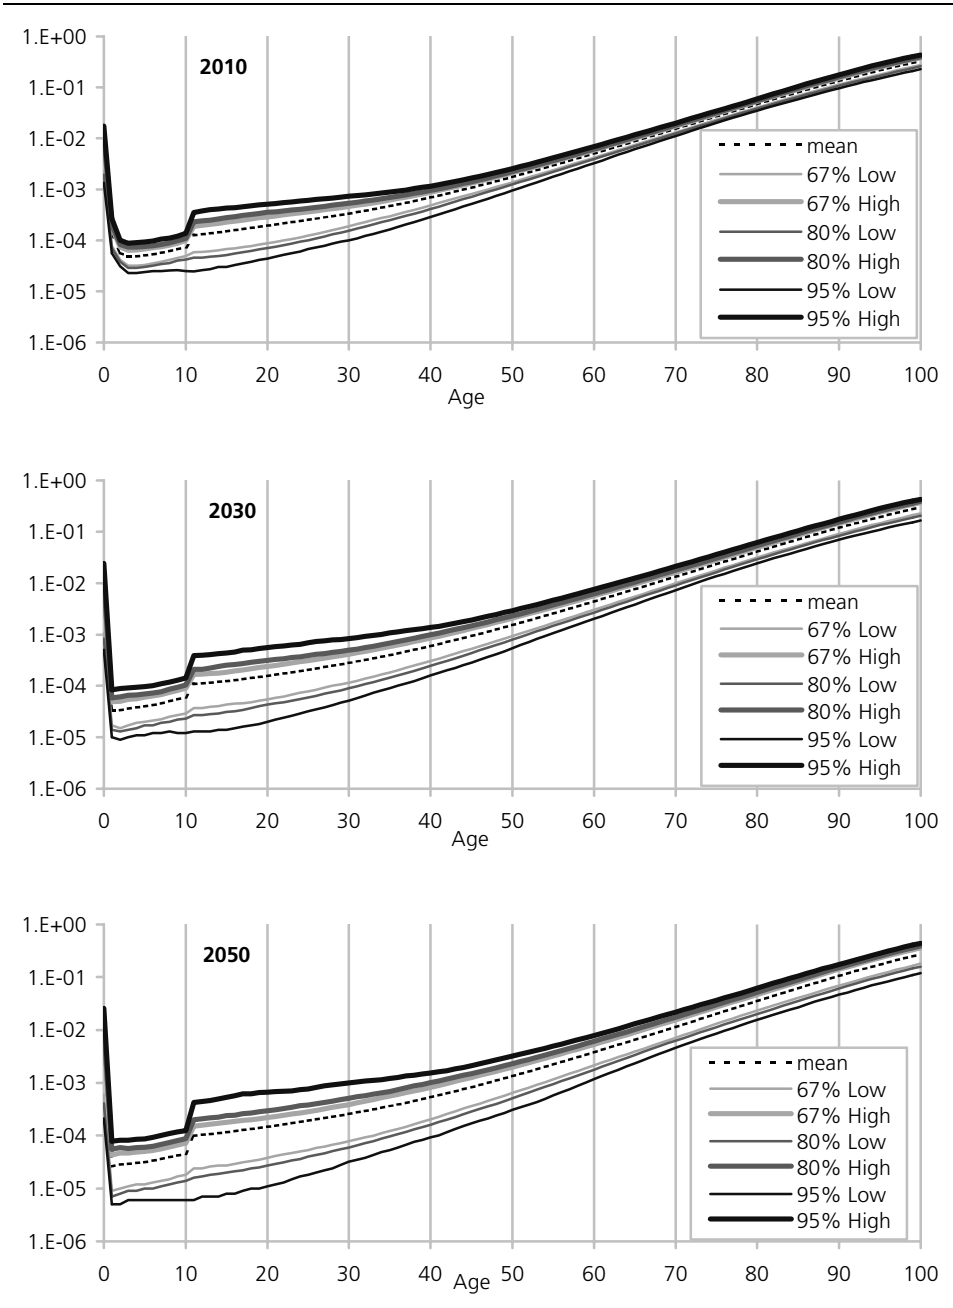 1.E+00
2010
1.E-01
1.E-02
mean
67% Low
1.E-03
67% High
80% Low
1.E-04
80% High
1.E-05
95% Low
95% High
1.E-06
0 10 20 30 40 50 60 70 80 90 100
Age
1.E+00
2030
1.E-01
1.E-02
mean
67% Low
1.E-03
67% High
1.E-04
80% Low
80% High
1.E-05
95% Low
95% High
1.E-06
0 10 20 30 40 50 60 70 80 90 100
Age
1.E+00
2050
1.E-01
1.E-02
mean
1.E-03
67% Low
67% High
1.E-04
80% Low
80% High
1.E-05
95% Low
95% High
1.E-06
0 10 20 30 40 50 60 70 80 90 100
Age